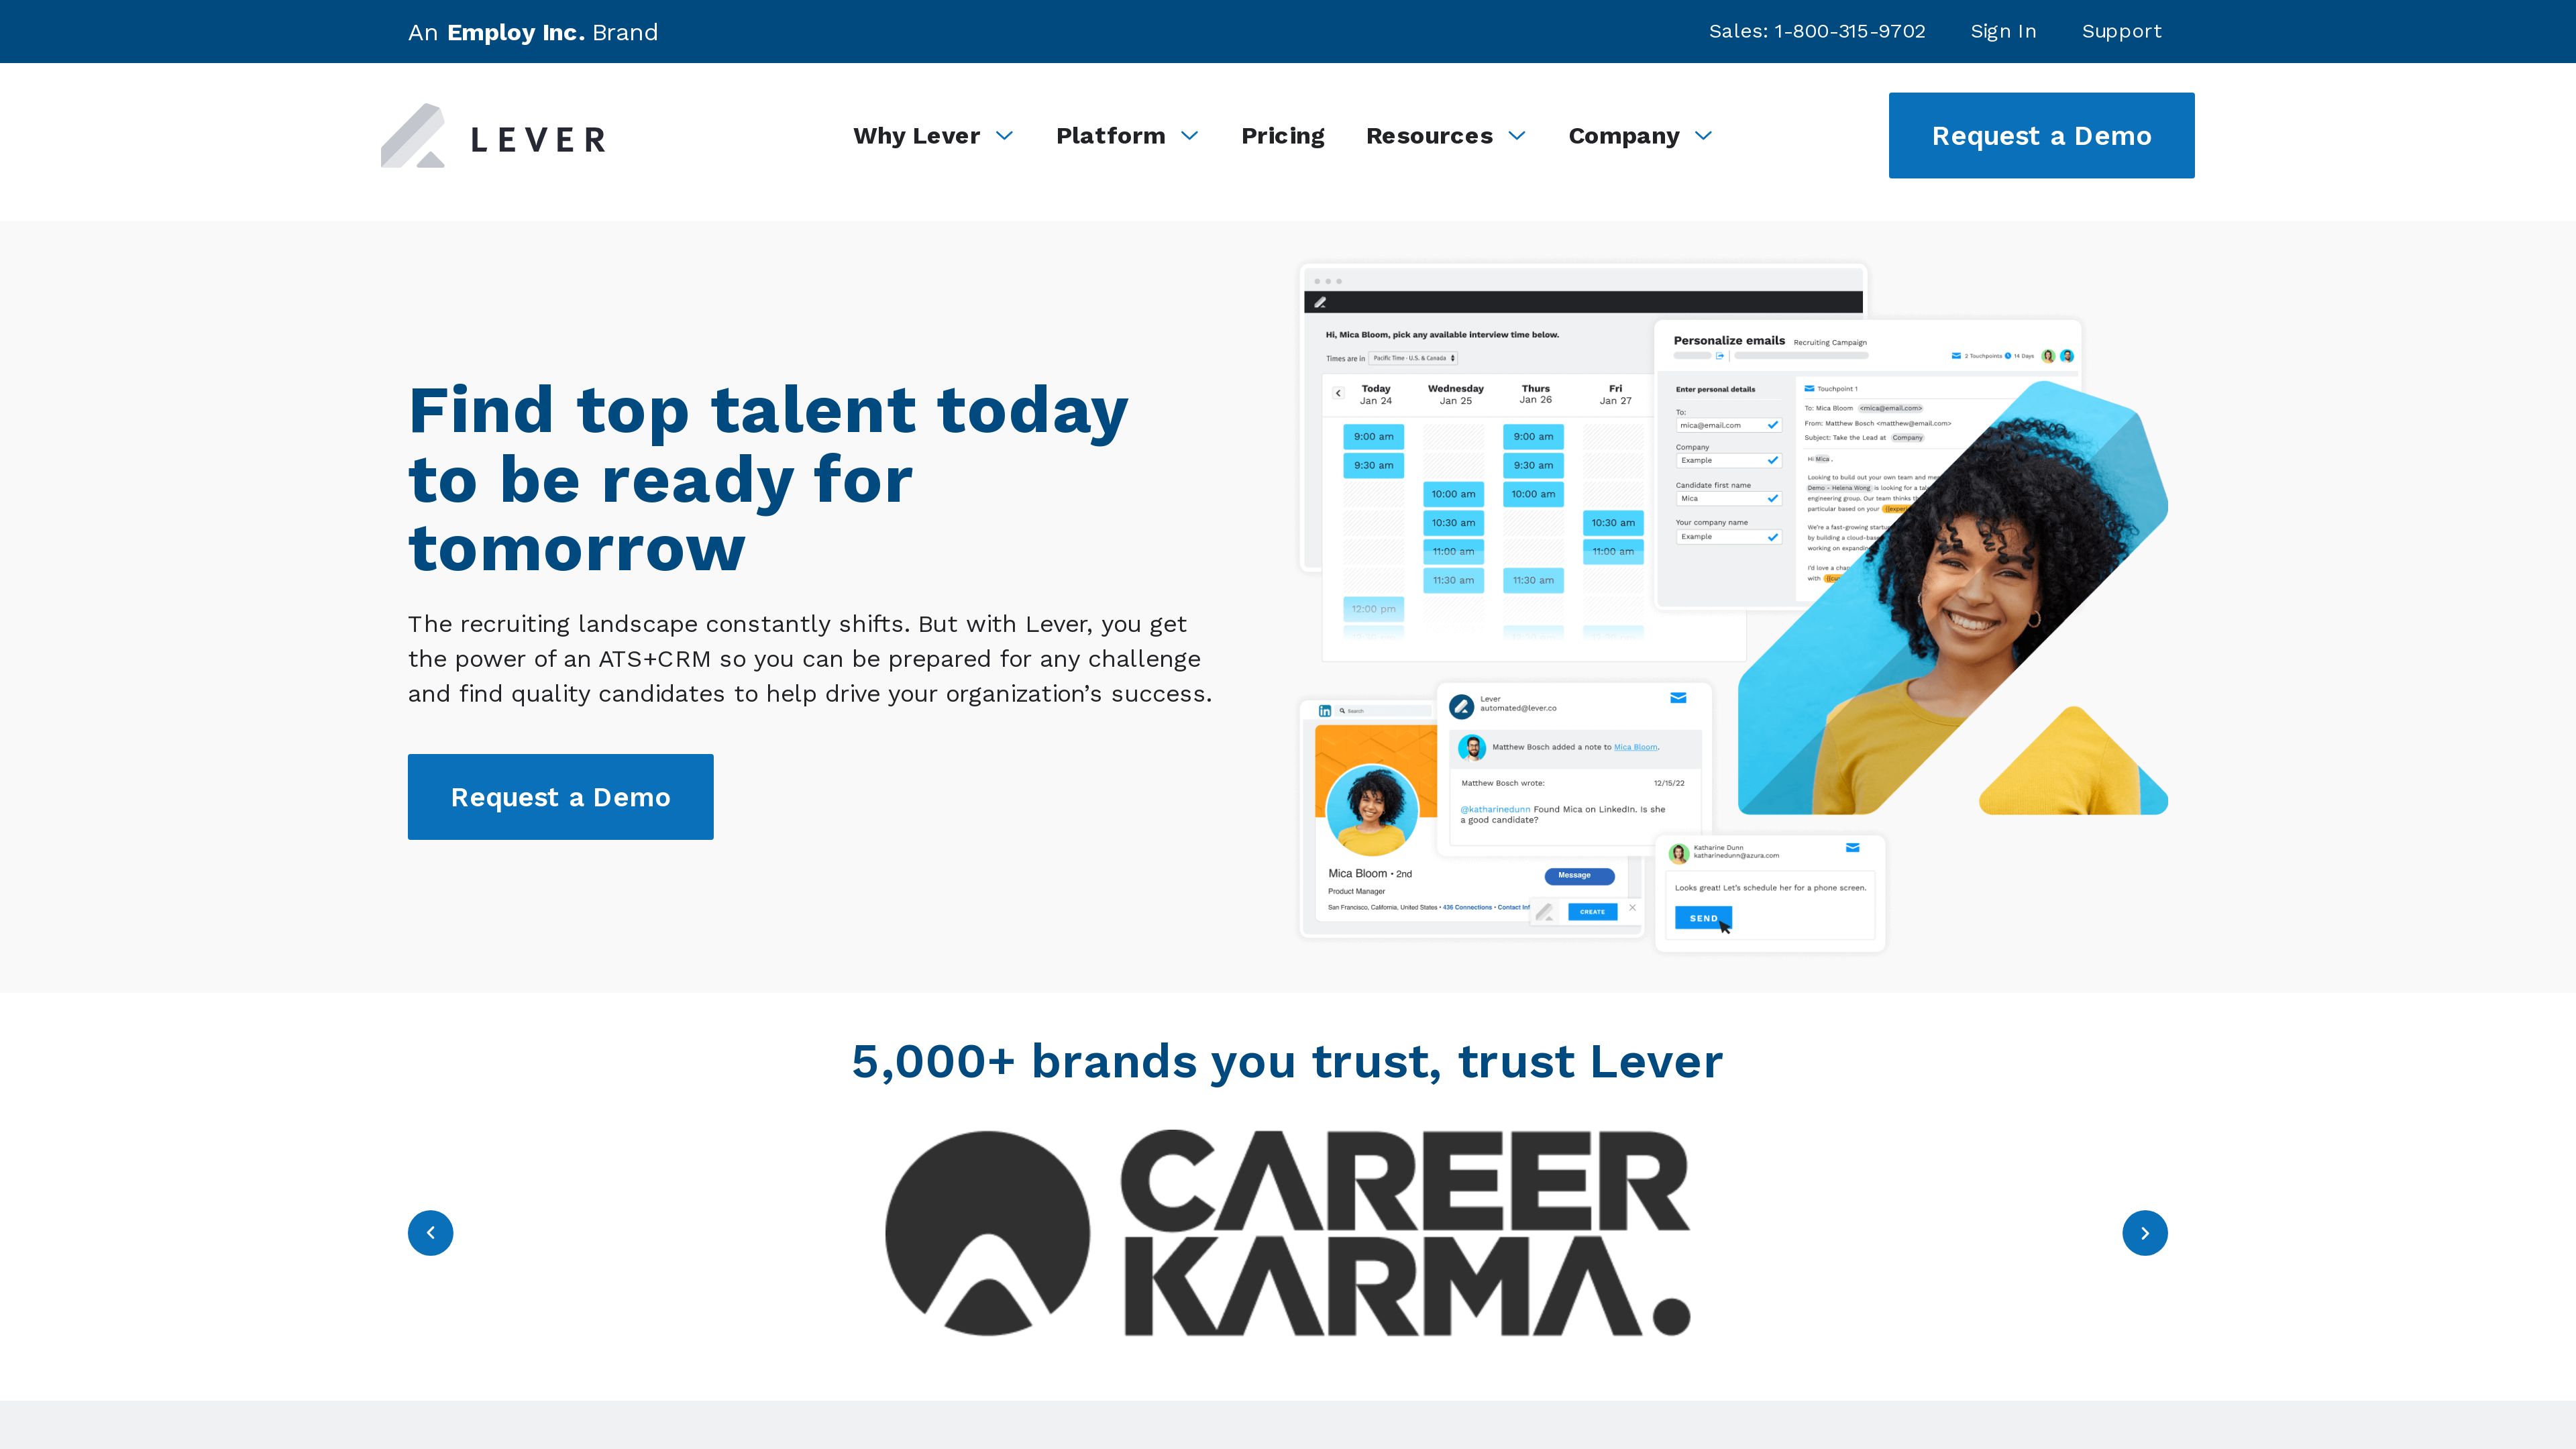 An Employ Inc. Brand
Sales: 1-800-315-9702
Sign In
Support
LEVER
Why Lever
Platform
Pricing
Resources
Company
Request a Demo
Find top talent today
to be ready for
tomorrow
The recruiting landscape constantly shifts. But with Lever, you get
the power of an ATS+CRM so you can be prepared for any challenge
and find quality candidates to help drive your organization's success.
Request a Demo
Hi, Mica Bloom, pick any available interview time below.
Times are in Pacific Time - U.S. & Canada
Today Wednesday Thurs Fri
Jan 24 Jan 25 Jan 26 Jan 27
9:00 am 9:00 am
9:30 am 9:30 am
10:00 am 10:00 am
10:30 am 10:30 am
11:00 am 11:00 am
11:30 am 11:30 am
12:00 pm
Personalize emails Recruiting Campaign
2 Touchpoints 14 Days
Enter personal details
To:
mica@email.com
Company
Example
Candidate first name
Mica
Your company name
Example
Touchpoint 1
To: Mica Bloom <mica@email.com>
From: Matthew Bosch <matthew@email.com>
Subject: Take the Lead at Company
Hi Mica,
Looking to build out your own team and
Demo - Helena Wong is looking for a
engineering group. Our team thinks
particular based on your
We're a fast-growing
by building a cloud-based
working on
I'd love a
with
in Search
Mica Bloom • 2nd
Product Manager
San Francisco, California, United States • 436 Connections • Contact
Message
CREATE
Lever
automated@lever.co
Matthew Bosch added a note to Mica Bloom.
Matthew Bosch wrote: 12/15/22
@katharinedunn Found Mica on LinkedIn. Is she
a good candidate?
Katharine Dunn
katharinedunn@azura.com
Looks great! Let's schedule her for a phone screen.
SEND
5,000+ brands you trust, trust Lever
CAREER
KARMA.